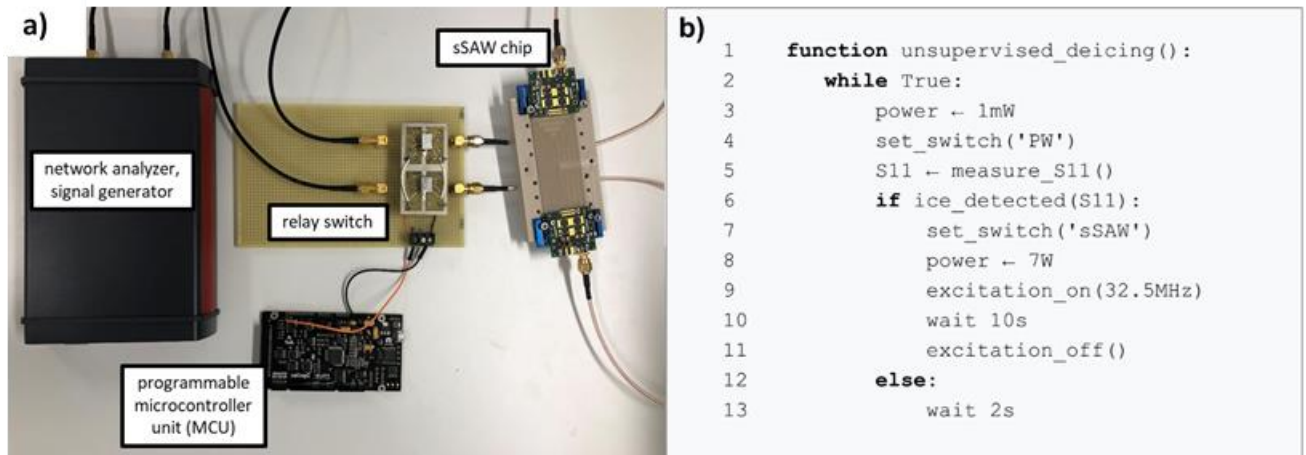 a)
sSAW chip
network analyzer,
signal generator
relay switch
programmable
microcontroller
unit (MCU)
b)
1 function unsupervised_deicing():
2 while True:
3 power ← 1mW
4 set_switch('PW')
5 S11 ← measure_S11()
6 if ice_detected(S11):
7 set_switch('sSAW')
8 power ← 7W
9 excitation_on(32.5MHz)
10 wait 10s
11 excitation_off()
12 else:
13 wait 2s